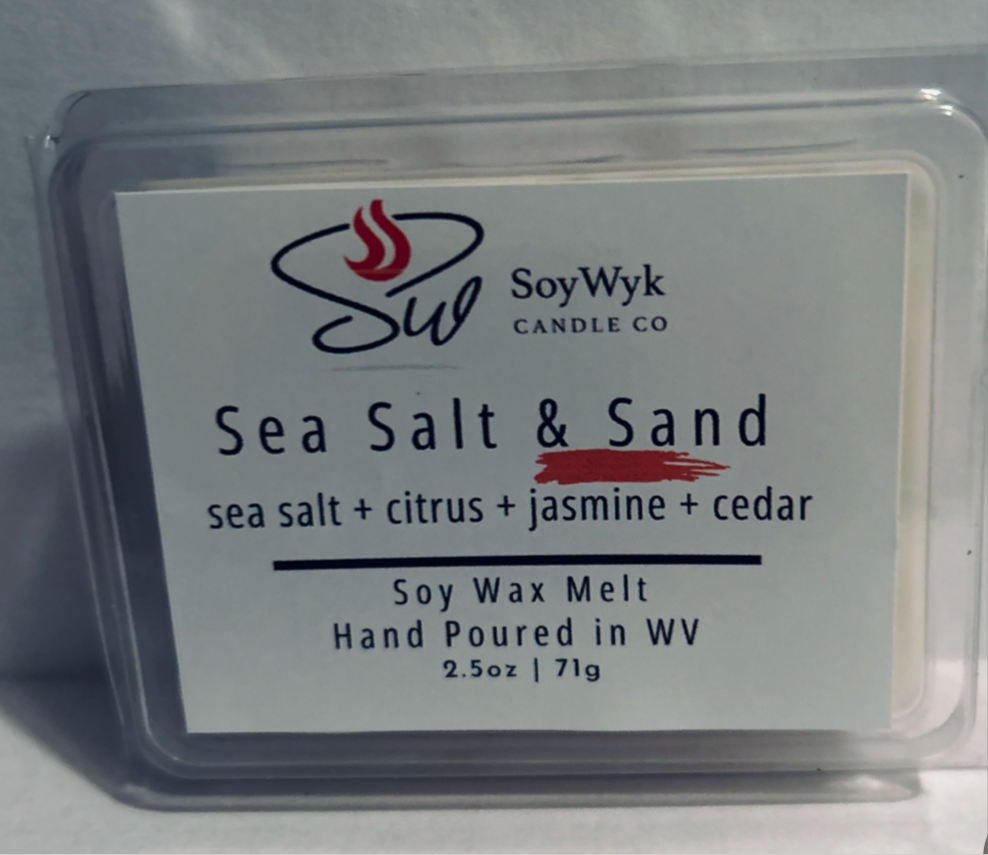 Sw
SoyWyk
CANDLE CO
Sea Salt & Sand
sea salt + citrus + jasmine + cedar
Soy Wax Melt
Hand Poured in WV
2.5oz | 71g